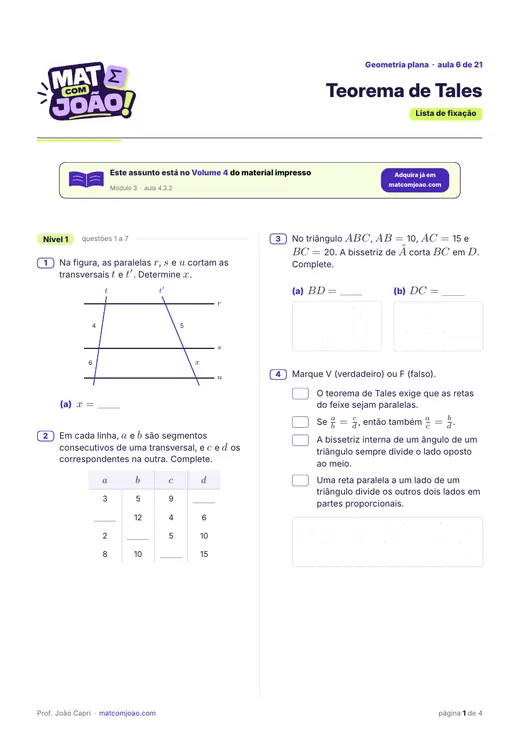 MAT Σ
COM
JOÃO!
Geometria plana · aula 6 de 21
Teorema de Tales
Lista de fixação
Este assunto está no Volume 4 do material impresso
Módulo 3 · aula 4.3.2
Adquira já em
matcomjoao.com
Nível 1 questões 1 a 7
1 Na figura, as paralelas r, s e u cortam as
transversais t e t′. Determine x.
t t′
r
4 5
s
6 x
u
(a) x = ____
2 Em cada linha, a e b são segmentos
consecutivos de uma transversal, e c e d os
correspondentes na outra. Complete.
a b c d
3 5 9 ____
____ 12 4 6
2 ____ 5 10
8 10 ____ 15
3 No triângulo ABC, AB = 10, AC = 15 e
BC = 20. A bissetriz de Â corta BC em D.
Complete.
(a) BD = ____ (b) DC = ____
4 Marque V (verdadeiro) ou F (falso).
O teorema de Tales exige que as retas
do feixe sejam paralelas.
Se a/b = c/d, então também a/c = b/d.
A bissetriz interna de um ângulo de um
triângulo sempre divide o lado oposto
ao meio.
Uma reta paralela a um lado de um
triângulo divide os outros dois lados em
partes proporcionais.
Prof. João Capri · matcomjoao.com
página 1 de 4